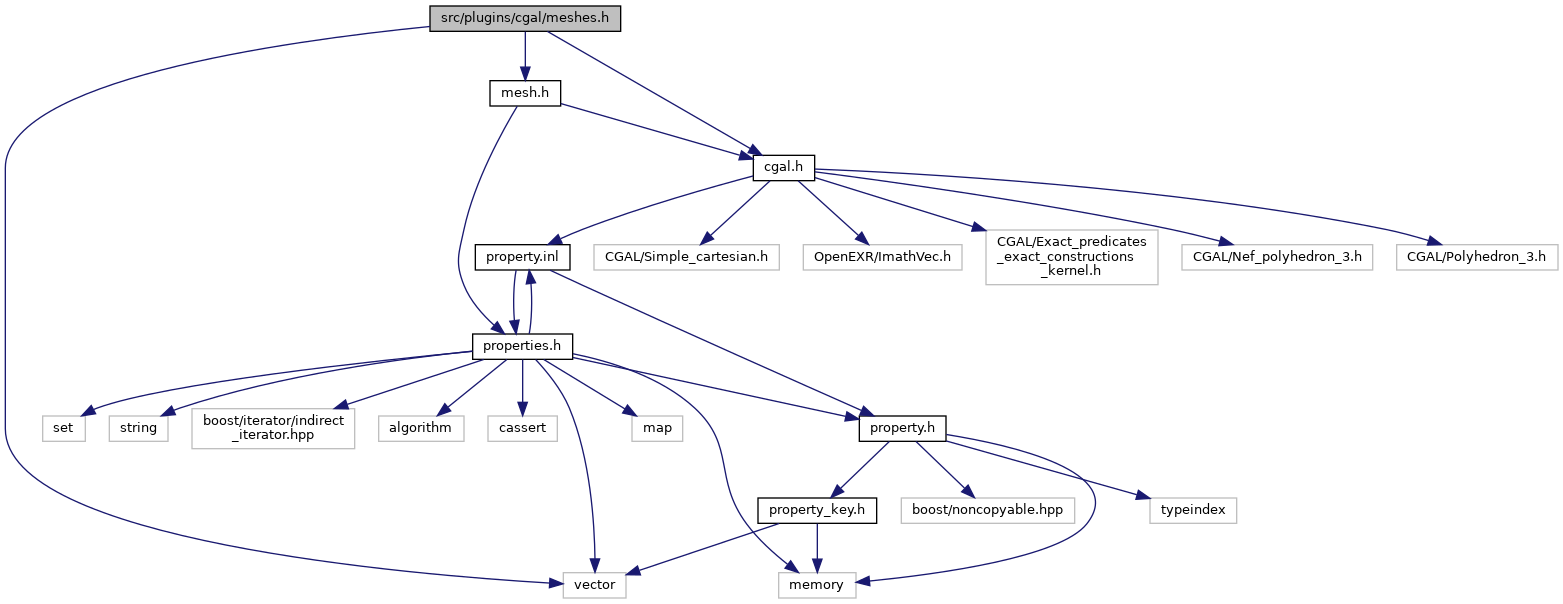 src/plugins/cgal/meshes.h
mesh.h
cgal.h
property.inl
CGAL/Simple_cartesian.h
OpenEXR/ImathVec.h
CGAL/Exact_predicates
_exact_constructions
_kernel.h
CGAL/Nef_polyhedron_3.h
CGAL/Polyhedron_3.h
properties.h
set
string
boost/iterator/indirect
_iterator.hpp
algorithm
cassert
map
property.h
property_key.h
boost/noncopyable.hpp
typeindex
vector
memory